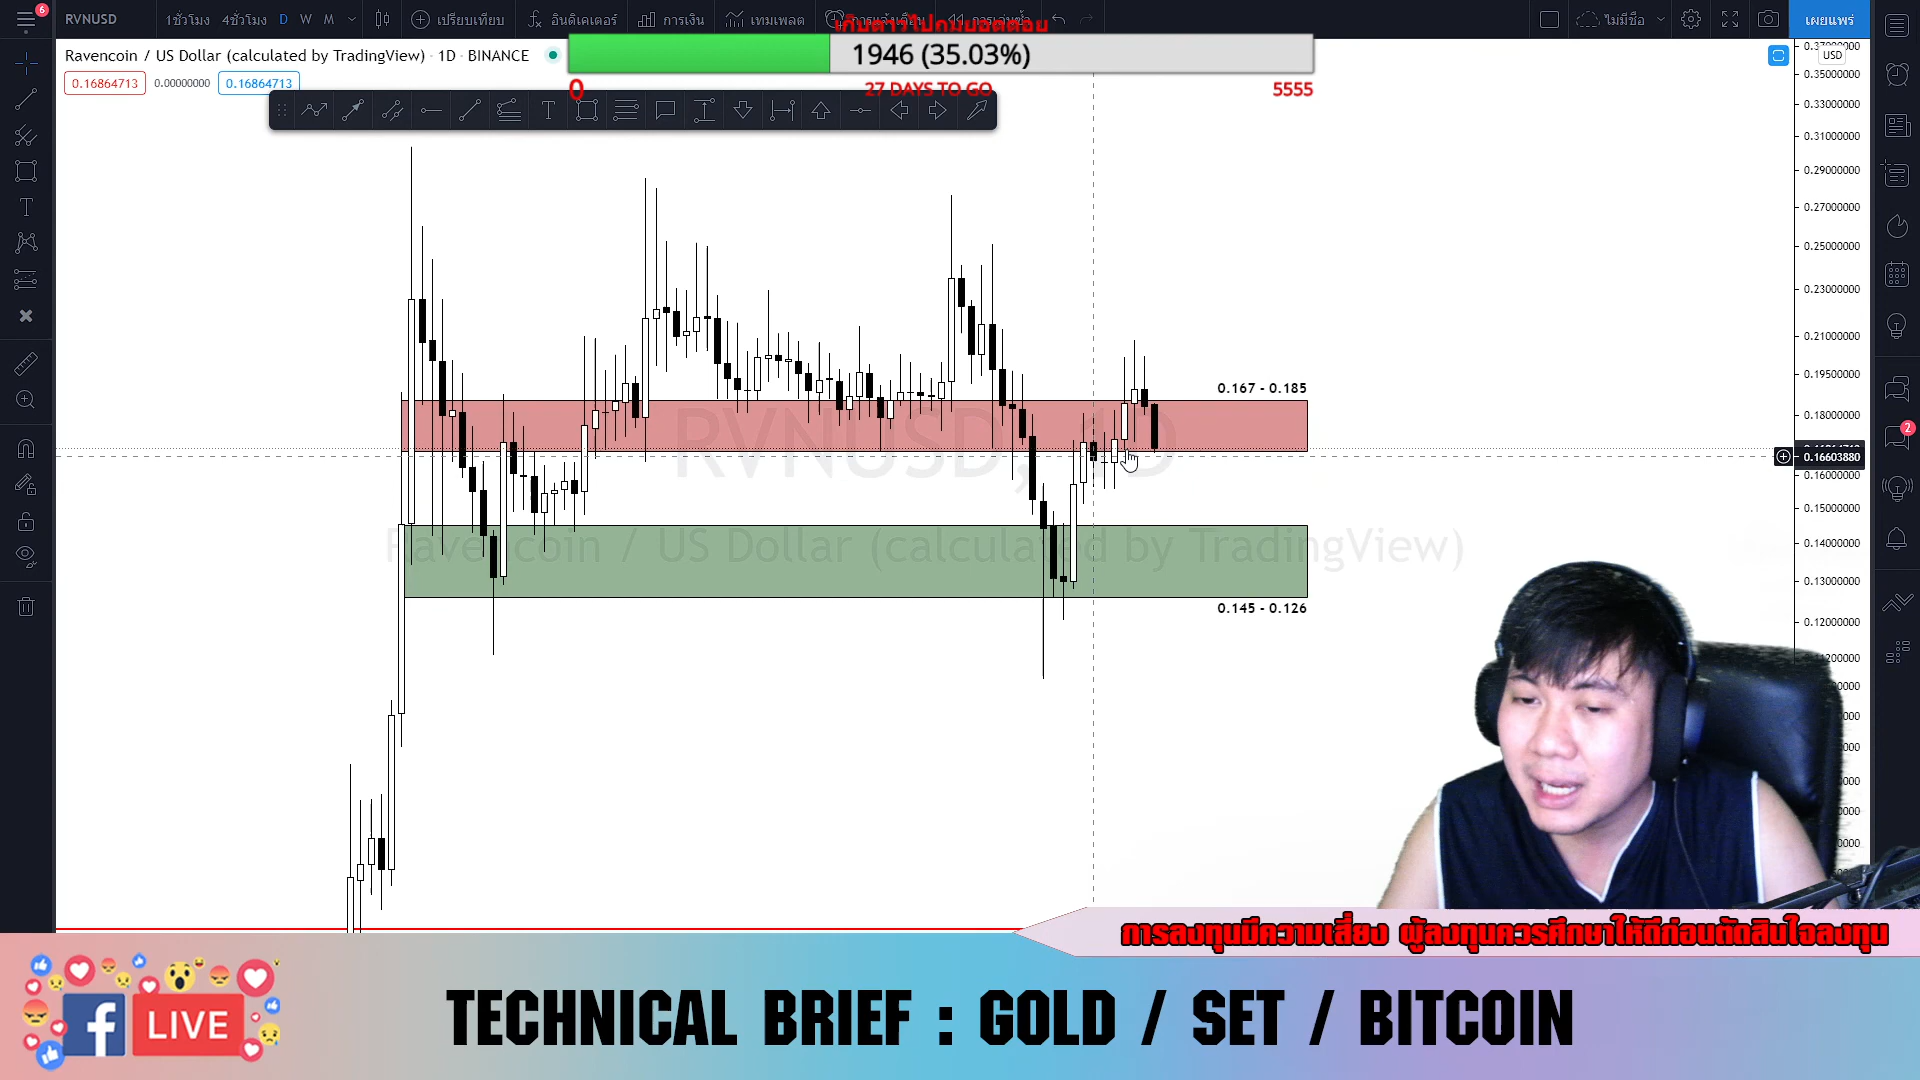 RVNUSD
1ชั่วโมง 4ชั่วโมง D W M
เปรียบเทียบ
อินดิเคเตอร์
การเงิน
เทมเพลต
ไม่มีชื่อ
เผยแพร่
6
Ravencoin / US Dollar (calculated by TradingView) · 1D · BINANCE
1946 (35.03%)
0.16864713 0.00000000 0.16864713
0
27 DAYS TO GO
5555
USD
0.35000000
0.33000000
0.31000000
0.29000000
0.27000000
0.25000000
0.23000000
0.21000000
0.19500000
0.167 - 0.185
0.18000000
2
RVNUSD, 1D
0.16603880
0.16000000
0.15000000
Ravencoin / US Dollar (calculated by TradingView)
0.14000000
0.13000000
0.145 - 0.126
0.12000000
การลงทุนมีความเสี่ยง ผู้ลงทุนควรศึกษาให้ดีก่อนตัดสินใจลงทุน
f LIVE
TECHNICAL BRIEF : GOLD / SET / BITCOIN